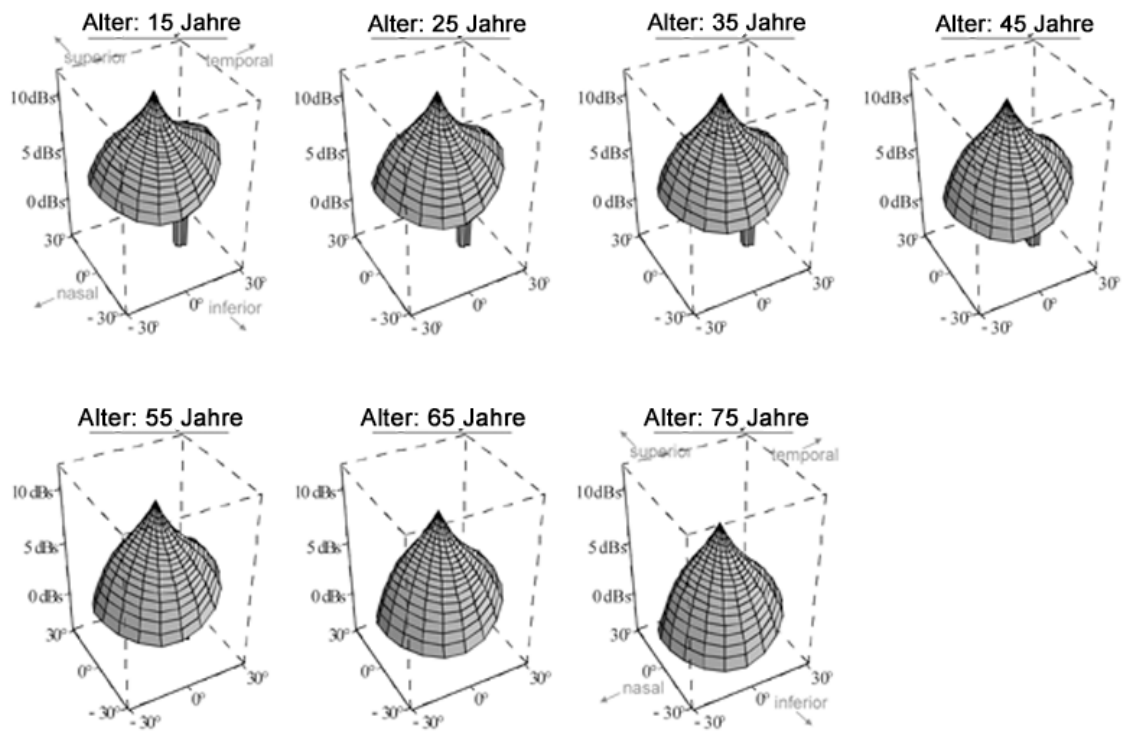 Alter: 15 Jahre
superior
temporal
10dBs
5 dBs
0 dBs
30°
0°
nasal
- 30°
- 30°
0°
inferior
30°
Alter: 25 Jahre
10dBs
5 dBs
0 dBs
30°
0°
- 30°
- 30°
0°
30°
Alter: 35 Jahre
10dBs
5 dBs
0 dBs
30°
0°
- 30°
- 30°
0°
30°
Alter: 45 Jahre
10dBs
5 dBs
0 dBs
30°
0°
- 30°
- 30°
0°
30°
Alter: 55 Jahre
10 dBs
5 dBs
0 dBs
30°
0°
- 30°
- 30°
0°
30°
Alter: 65 Jahre
10 dBs
5 dBs
0 dBs
30°
0°
- 30°
- 30°
0°
30°
Alter: 75 Jahre
superior
temporal
10 dBs
5 dBs
0 dBs
30°
0°
nasal
- 30°
- 30°
0°
inferior
30°